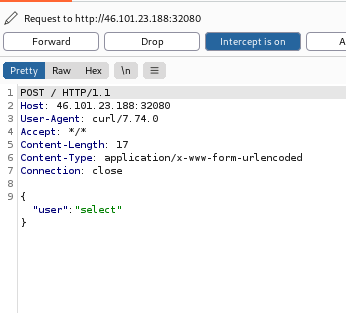 Request to http://46.101.23.188:32080
Forward Drop Intercept is on A
Pretty Raw Hex \n
1 POST / HTTP/1.1
2 Host: 46.101.23.188:32080
3 User-Agent: curl/7.74.0
4 Accept: */*
5 Content-Length: 17
6 Content-Type: application/x-www-form-urlencoded
7 Connection: close
8
9 {
"user":"select"
}